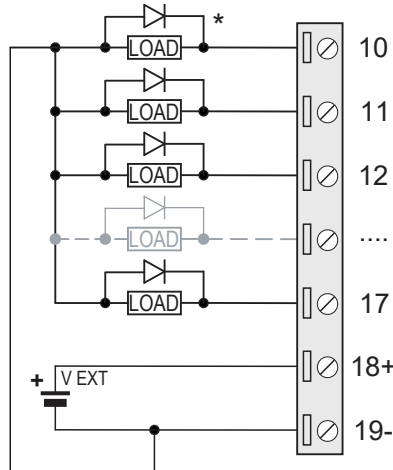 *
LOAD 10
LOAD 11
LOAD 12
LOAD ....
LOAD 17
18+
+ V EXT
19-